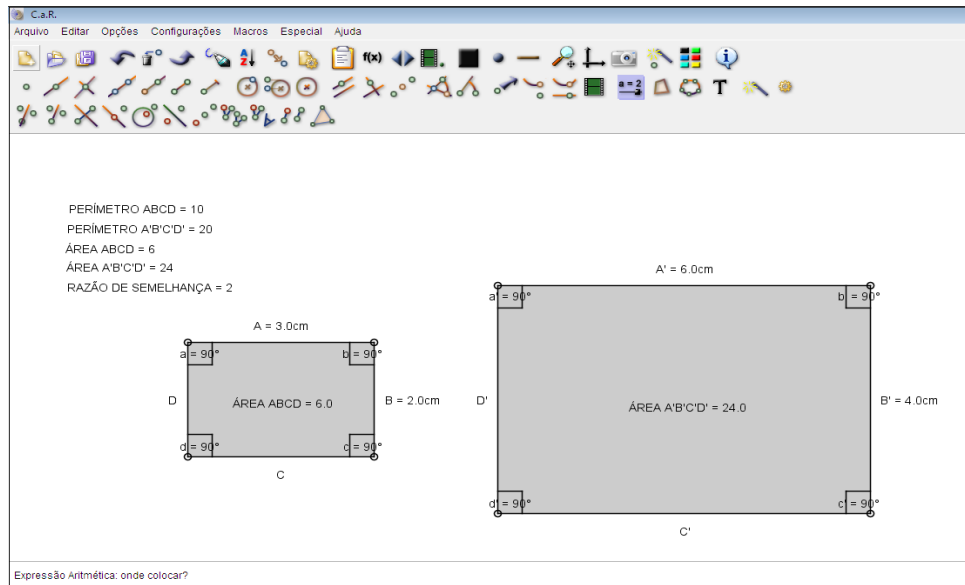 C.a.R.
Arquivo Editar Opções Configurações Macros Especial Ajuda
A
Z
f(x)
a = 2
T
PERÍMETRO ABCD = 10
PERÍMETRO A'B'C'D' = 20
ÁREA ABCD = 6
ÁREA A'B'C'D' = 24
RAZÃO DE SEMELHANÇA = 2
A = 3.0cm
a = 90°
b = 90°
D
ÁREA ABCD = 6.0
B = 2.0cm
d = 90°
c = 90°
C
A' = 6.0cm
a' = 90°
b = 90°
D'
ÁREA A'B'C'D' = 24.0
B' = 4.0cm
d' = 90°
c' = 90°
C'
Expressão Aritmética: onde colocar?